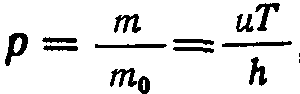 p = m / m₀ = uT / h,